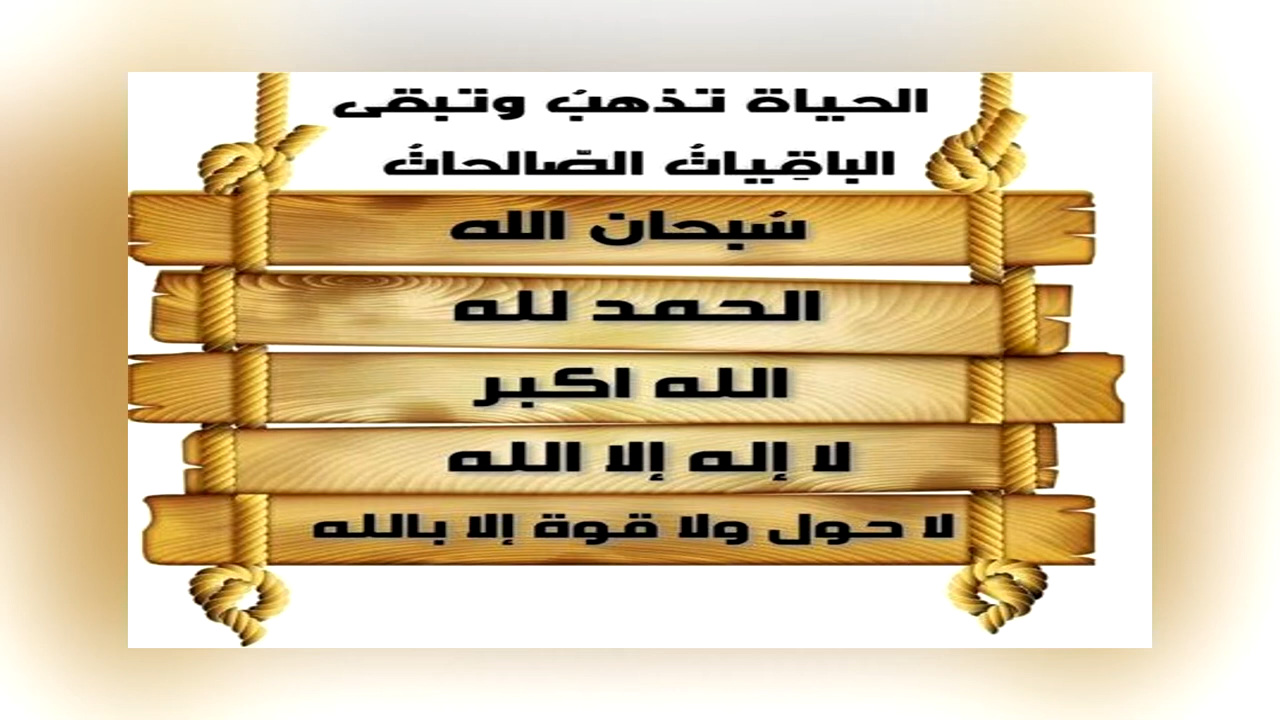 الحياة تذهبُ وتبقى
الباقِياتُ الصّالحاتُ
سُبحان الله
الحمد لله
الله اكبر
لا إله إلا الله
لا حول ولا قوة إلا بالله